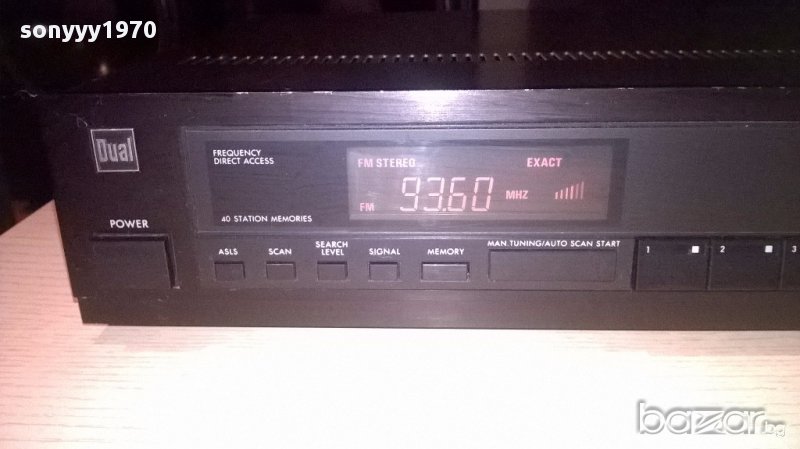 sonyyy1970
Dual
FREQUENCY
DIRECT ACCESS
FM STEREO
EXACT
FM
93.60
MHZ
40 STATION MEMORIES
POWER
ASLS
SCAN
SEARCH
LEVEL
SIGNAL
MEMORY
MAN.TUNING/AUTO SCAN START
1
2
3
bazar.bg